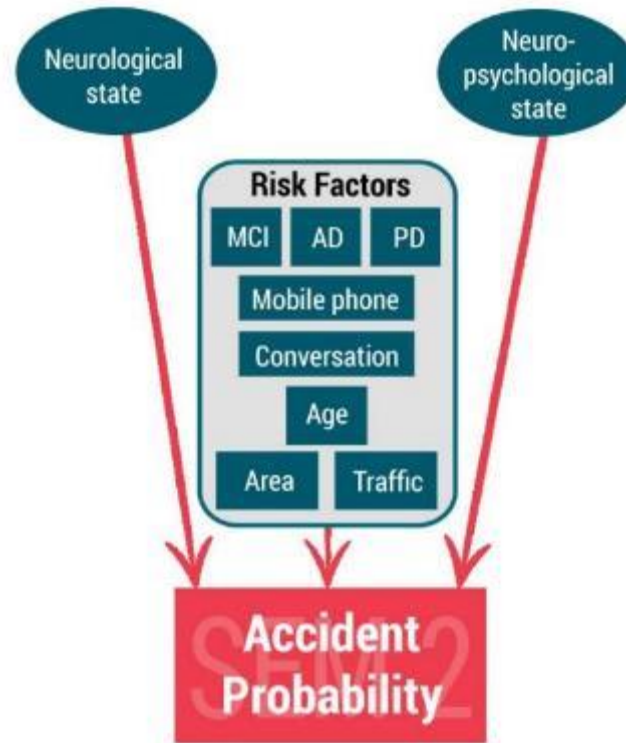 Neurological
state
Neuro-
psychological
state
Risk Factors
MCI AD PD
Mobile phone
Conversation
Age
Area Traffic
SEM 2
Accident
Probability